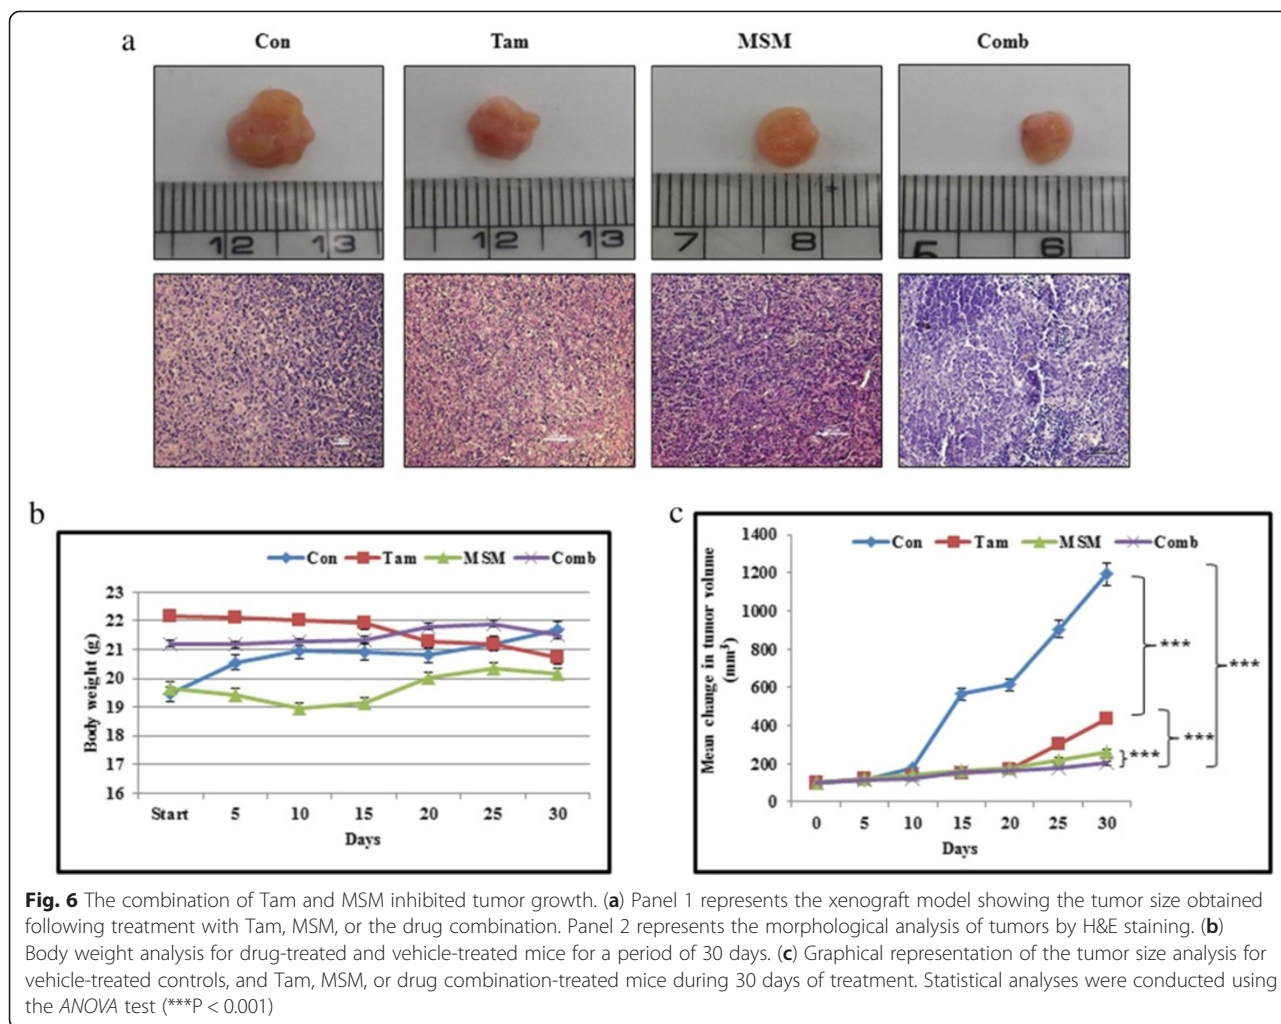 a
Con Tam MSM Comb
12 13
12 13
7 8
5 6
b
Con Tam MSM Comb
23
22
21
20
19
18
17
16
Body weight (g)
Start 5 10 15 20 25 30
Days
c
Con Tam MSM Comb
1400
1200
1000
800
600
400
200
0
Mean change in tumor volume
(mm³)
0 5 10 15 20 25 30
Days
***
***
***
***
Fig. 6 The combination of Tam and MSM inhibited tumor growth. (a) Panel 1 represents the xenograft model showing the tumor size obtained
following treatment with Tam, MSM, or the drug combination. Panel 2 represents the morphological analysis of tumors by H&E staining. (b)
Body weight analysis for drug-treated and vehicle-treated mice for a period of 30 days. (c) Graphical representation of the tumor size analysis for
vehicle-treated controls, and Tam, MSM, or drug combination-treated mice during 30 days of treatment. Statistical analyses were conducted using
the ANOVA test (***P < 0.001)